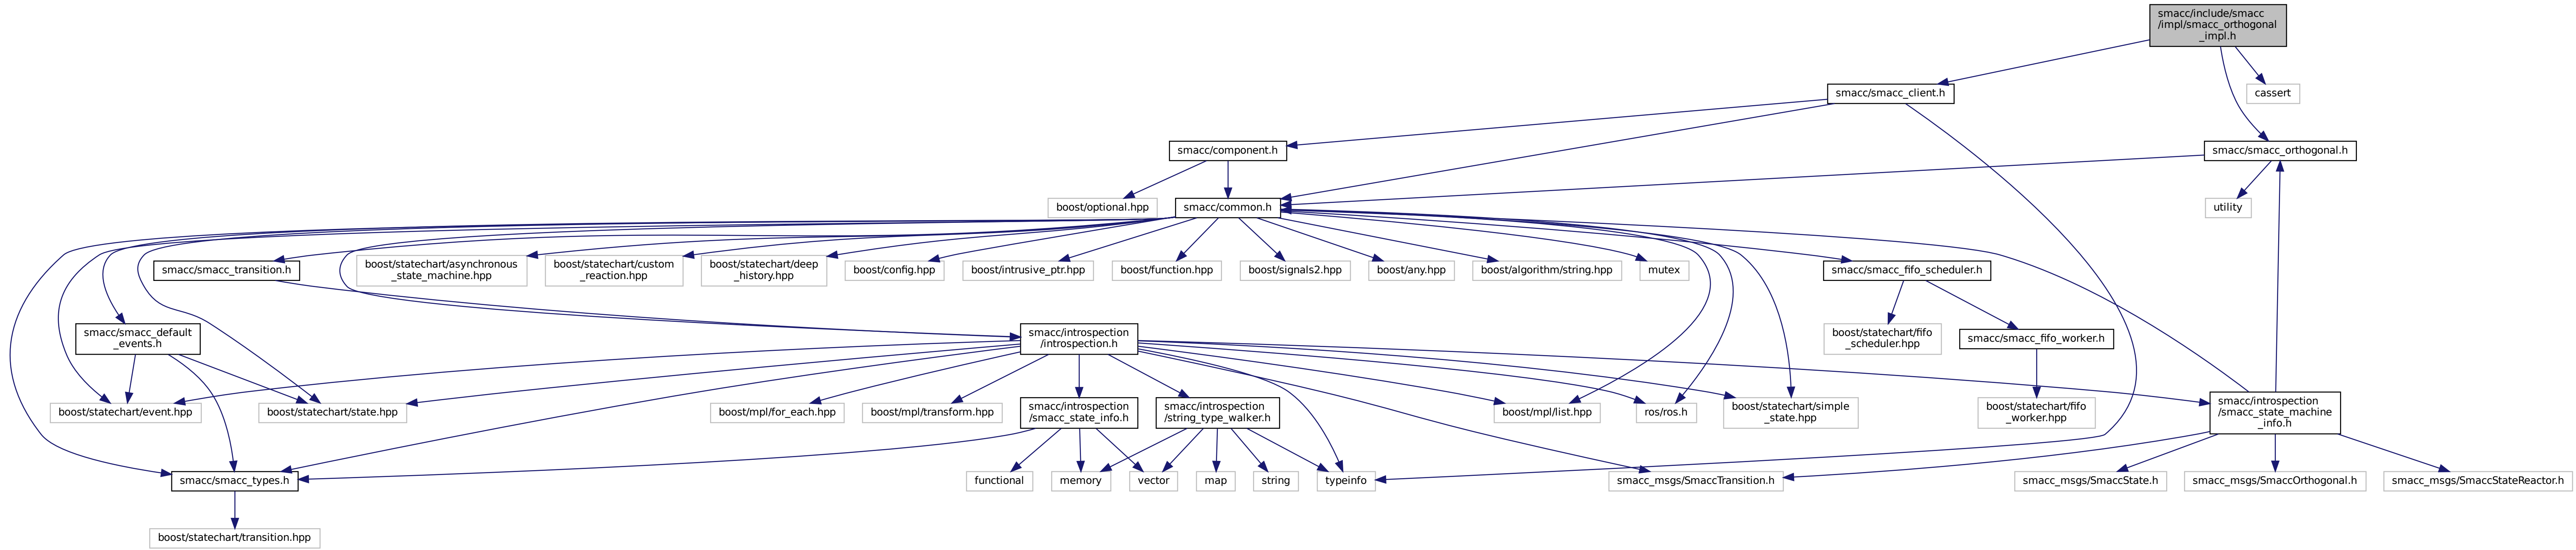 smacc/include/smacc
/impl/smacc_orthogonal
_impl.h
smacc/smacc_client.h
cassert
smacc/component.h
smacc/smacc_orthogonal.h
boost/optional.hpp
smacc/common.h
utility
smacc/smacc_transition.h
boost/statechart/asynchronous
_state_machine.hpp
boost/statechart/custom
_reaction.hpp
boost/statechart/deep
_history.hpp
boost/config.hpp
boost/intrusive_ptr.hpp
boost/function.hpp
boost/signals2.hpp
boost/any.hpp
boost/algorithm/string.hpp
mutex
smacc/smacc_fifo_scheduler.h
smacc/smacc_default
_events.h
smacc/introspection
/introspection.h
boost/statechart/fifo
_scheduler.hpp
smacc/smacc_fifo_worker.h
boost/statechart/event.hpp
boost/statechart/state.hpp
boost/mpl/for_each.hpp
boost/mpl/transform.hpp
smacc/introspection
/smacc_state_info.h
smacc/introspection
/string_type_walker.h
boost/mpl/list.hpp
ros/ros.h
boost/statechart/simple
_state.hpp
boost/statechart/fifo
_worker.hpp
smacc/introspection
/smacc_state_machine
_info.h
smacc/smacc_types.h
functional
memory
vector
map
string
typeinfo
smacc_msgs/SmaccTransition.h
smacc_msgs/SmaccState.h
smacc_msgs/SmaccOrthogonal.h
smacc_msgs/SmaccStateReactor.h
boost/statechart/transition.hpp